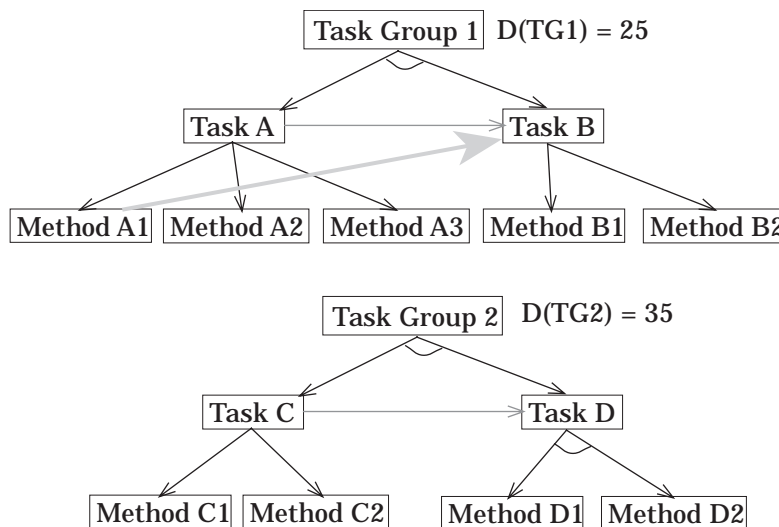 Task Group 1 D(TG1) = 25
Task A Task B
Method A1 Method A2 Method A3 Method B1 Method B2
Task Group 2 D(TG2) = 35
Task C Task D
Method C1 Method C2 Method D1 Method D2